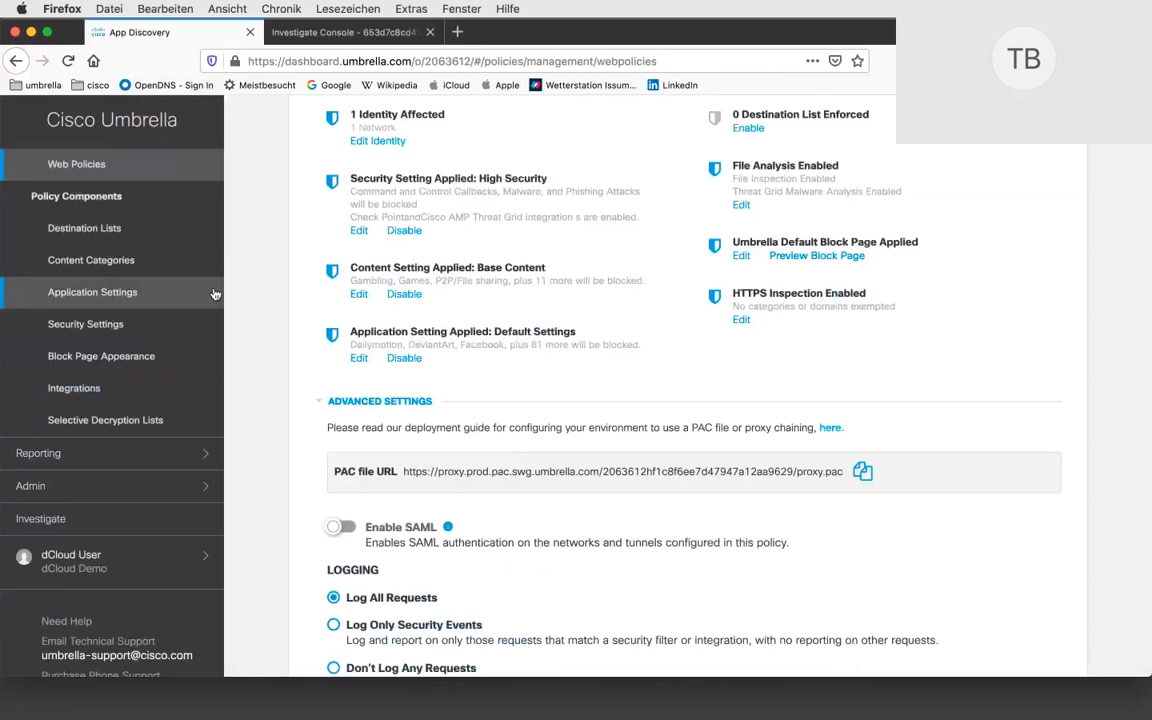 Firefox Datei Bearbeiten Ansicht Chronik Lesezeichen Extras Fenster Hilfe
App Discovery
Investigate Console - 653d7c8cd4
TB
https://dashboard.umbrella.com/o/2063612/#/policies/management/webpolicies
umbrella cisco OpenDNS - Sign In Meistbesucht Google Wikipedia iCloud Apple Wetterstation Issum... LinkedIn
Cisco Umbrella
Web Policies
Policy Components
Destination Lists
Content Categories
Application Settings
Security Settings
Block Page Appearance
Integrations
Selective Decryption Lists
Reporting
Admin
Investigate
dCloud User
dCloud Demo
Need Help
Email Technical Support
umbrella-support@cisco.com
Purchase Phone Support
1 Identity Affected
1 Network
Edit Identity
Security Setting Applied: High Security
Command and Control Callbacks, Malware, and Phishing Attacks
will be blocked
Check PointandCisco AMP Threat Grid integration s are enabled.
Edit Disable
Content Setting Applied: Base Content
Gambling, Games, P2P/File sharing, plus 11 more will be blocked.
Edit Disable
Application Setting Applied: Default Settings
Dailymotion, DeviantArt, Facebook, plus 81 more will be blocked.
Edit Disable
0 Destination List Enforced
Enable
File Analysis Enabled
File Inspection Enabled
Threat Grid Malware Analysis Enabled
Edit
Umbrella Default Block Page Applied
Edit Preview Block Page
HTTPS Inspection Enabled
No categories or domains exempted
Edit
ADVANCED SETTINGS
Please read our deployment guide for configuring your environment to use a PAC file or proxy chaining, here.
PAC file URL https://proxy.prod.pac.swg.umbrella.com/2063612hf1c8f6ee7d47947a12aa9629/proxy.pac
Enable SAML
Enables SAML authentication on the networks and tunnels configured in this policy.
LOGGING
Log All Requests
Log Only Security Events
Log and report on only those requests that match a security filter or integration, with no reporting on other requests.
Don't Log Any Requests